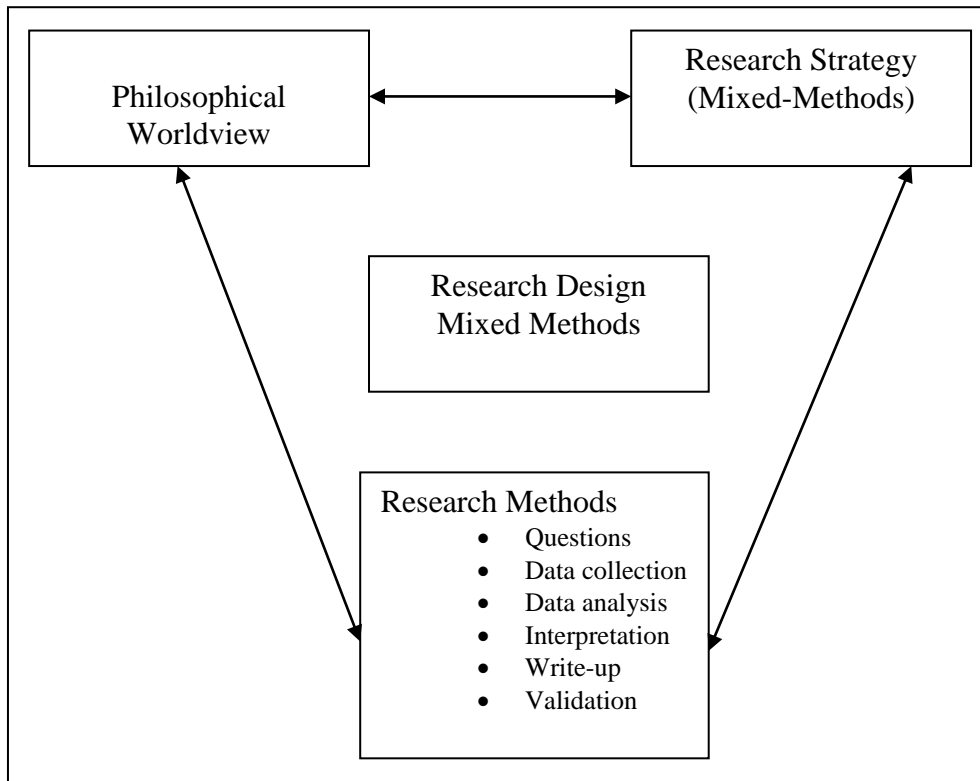 Philosophical
Worldview
Research Strategy
(Mixed-Methods)
Research Design
Mixed Methods
Research Methods
• Questions
• Data collection
• Data analysis
• Interpretation
• Write-up
• Validation